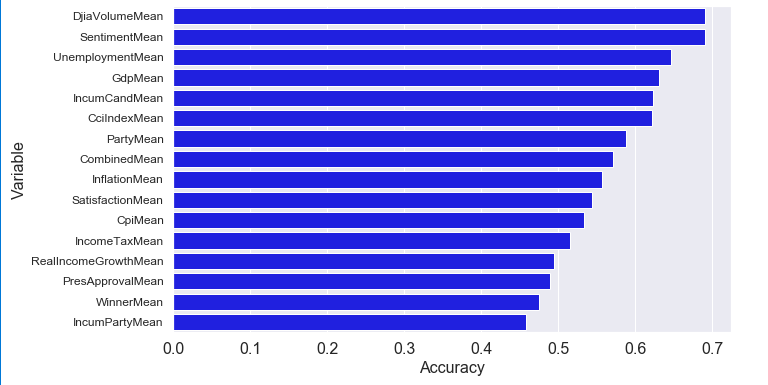 DjiaVolumeMean
SentimentMean
UnemploymentMean
GdpMean
IncumCandMean
CciIndexMean
PartyMean
CombinedMean
InflationMean
SatisfactionMean
CpiMean
IncomeTaxMean
RealIncomeGrowthMean
PresApprovalMean
WinnerMean
IncumPartyMean
Variable
0.0 0.1 0.2 0.3 0.4 0.5 0.6 0.7
Accuracy